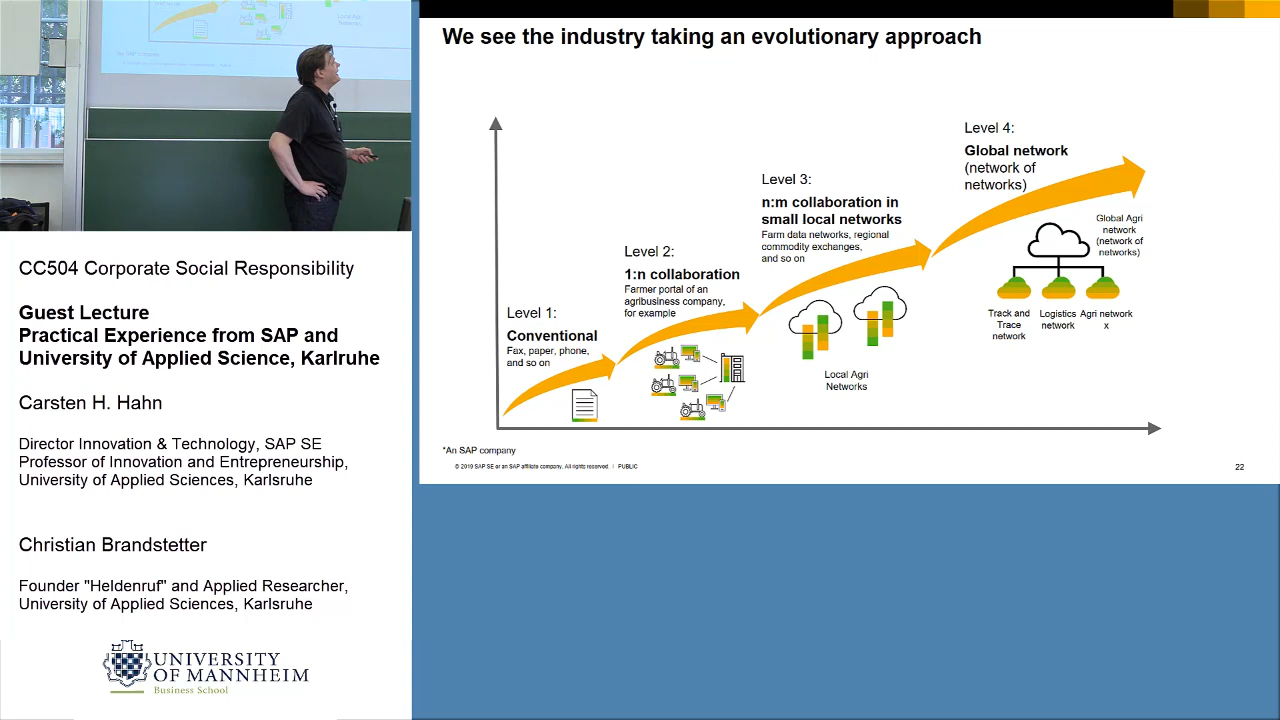 CC504 Corporate Social Responsibility
Guest Lecture
Practical Experience from SAP and
University of Applied Science, Karlsruhe
Carsten H. Hahn
Director Innovation & Technology, SAP SE
Professor of Innovation and Entrepreneurship,
University of Applied Sciences, Karlsruhe
Christian Brandstetter
Founder "Heldenruf" and Applied Researcher,
University of Applied Sciences, Karlsruhe
UNIVERSITY
OF MANNHEIM
Business School
We see the industry taking an evolutionary approach
Level 1:
Conventional
Fax, paper, phone,
and so on
Level 2:
1:n collaboration
Farmer portal of an
agribusiness company,
for example
Level 3:
n:m collaboration in
small local networks
Farm data networks, regional
commodity exchanges,
and so on
Local Agri
Networks
Level 4:
Global network
(network of
networks)
Global Agri
network
(network of
networks)
Track and
Trace
network
Logistics
network
Agri network
x
*An SAP company
© 2019 SAP SE or an SAP affiliate company. All rights reserved. | PUBLIC
22